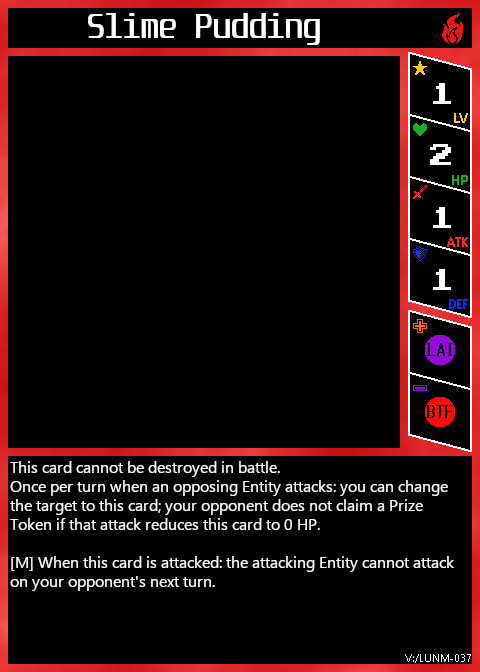 Slime Pudding
1
LV
2
HP
1
ATK
1
DEF
LAI
BTF
This card cannot be destroyed in battle.
Once per turn when an opposing Entity attacks: you can change
the target to this card; your opponent does not claim a Prize
Token if that attack reduces this card to 0 HP.
[M] When this card is attacked: the attacking Entity cannot attack
on your opponent's next turn.
V:/LUNM-037